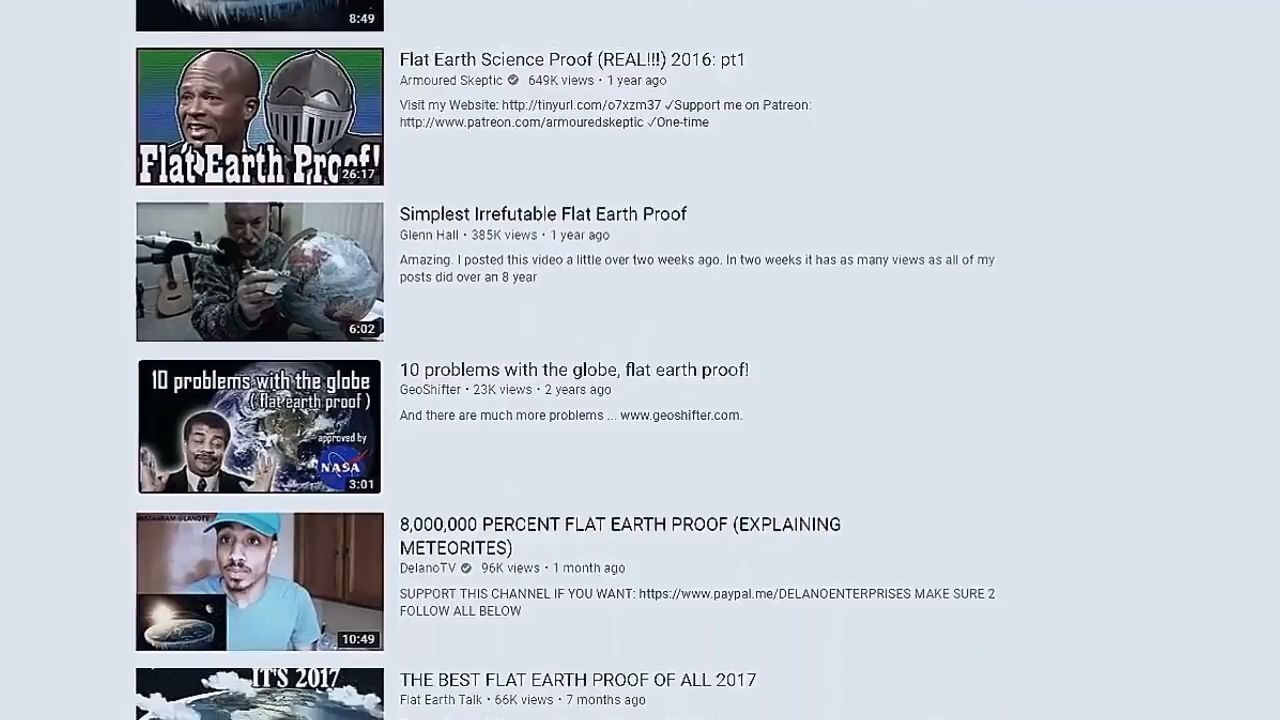 8:49
Flat Earth Proof!
26:17
Flat Earth Science Proof (REAL!!!) 2016: pt1
Armoured Skeptic 649K views • 1 year ago
Visit my Website: http://tinyurl.com/o7xzm37 ✓Support me on Patreon:
http://www.patreon.com/armouredskeptic ✓One-time
6:02
Simplest Irrefutable Flat Earth Proof
Glenn Hall • 385K views • 1 year ago
Amazing. I posted this video a little over two weeks ago. In two weeks it has as many views as all of my
posts did over an 8 year
10 problems with the globe
( flat earth proof )
approved by
NASA
3:01
10 problems with the globe, flat earth proof!
GeoShifter • 23K views • 2 years ago
And there are much more problems ... www.geoshifter.com.
INSTAGRAM @LANOTV
10:49
8,000,000 PERCENT FLAT EARTH PROOF (EXPLAINING
METEORITES)
DelanoTV 96K views • 1 month ago
SUPPORT THIS CHANNEL IF YOU WANT: https://www.paypal.me/DELANOENTERPRISES MAKE SURE 2
FOLLOW ALL BELOW
IT'S 2017
THE BEST FLAT EARTH PROOF OF ALL 2017
Flat Earth Talk • 66K views • 7 months ago